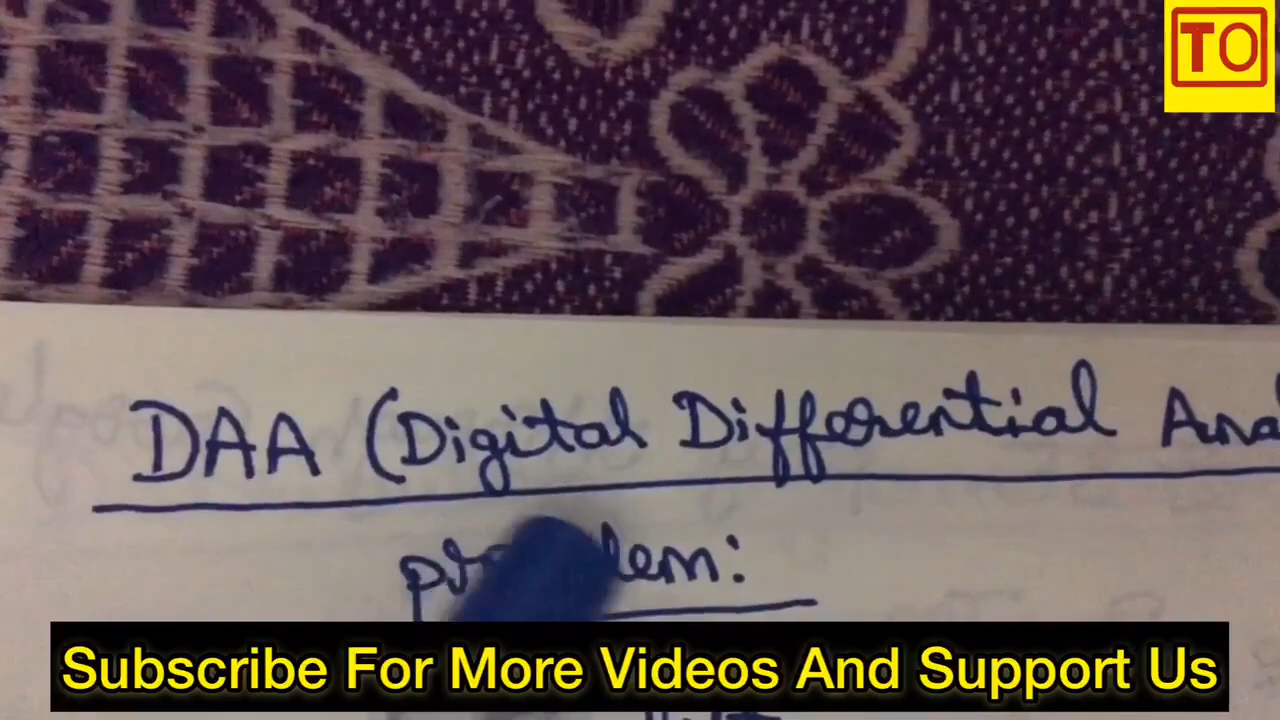 TO
DAA (Digital Differential
Subscribe For More Videos And Support Us